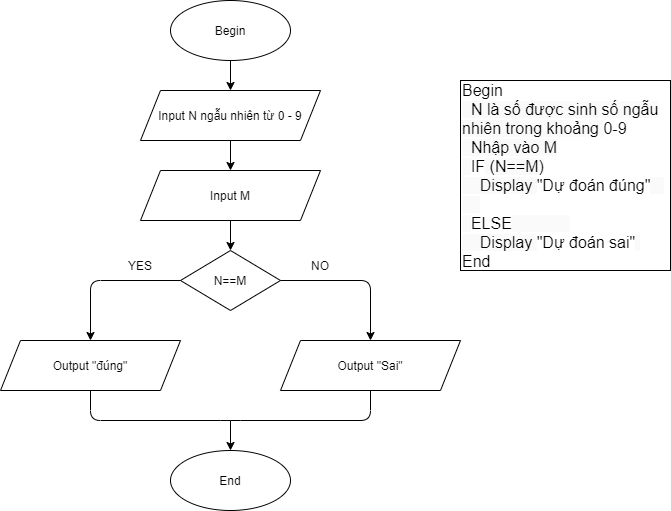 Begin
Input N ngẫu nhiên từ 0 - 9
Input M
YES
NO
N==M
Output "đúng"
Output "Sai"
End
Begin
N là số được sinh số ngẫu
nhiên trong khoảng 0-9
Nhập vào M
IF (N==M)
Display "Dự đoán đúng"
ELSE
Display "Dự đoán sai"
End